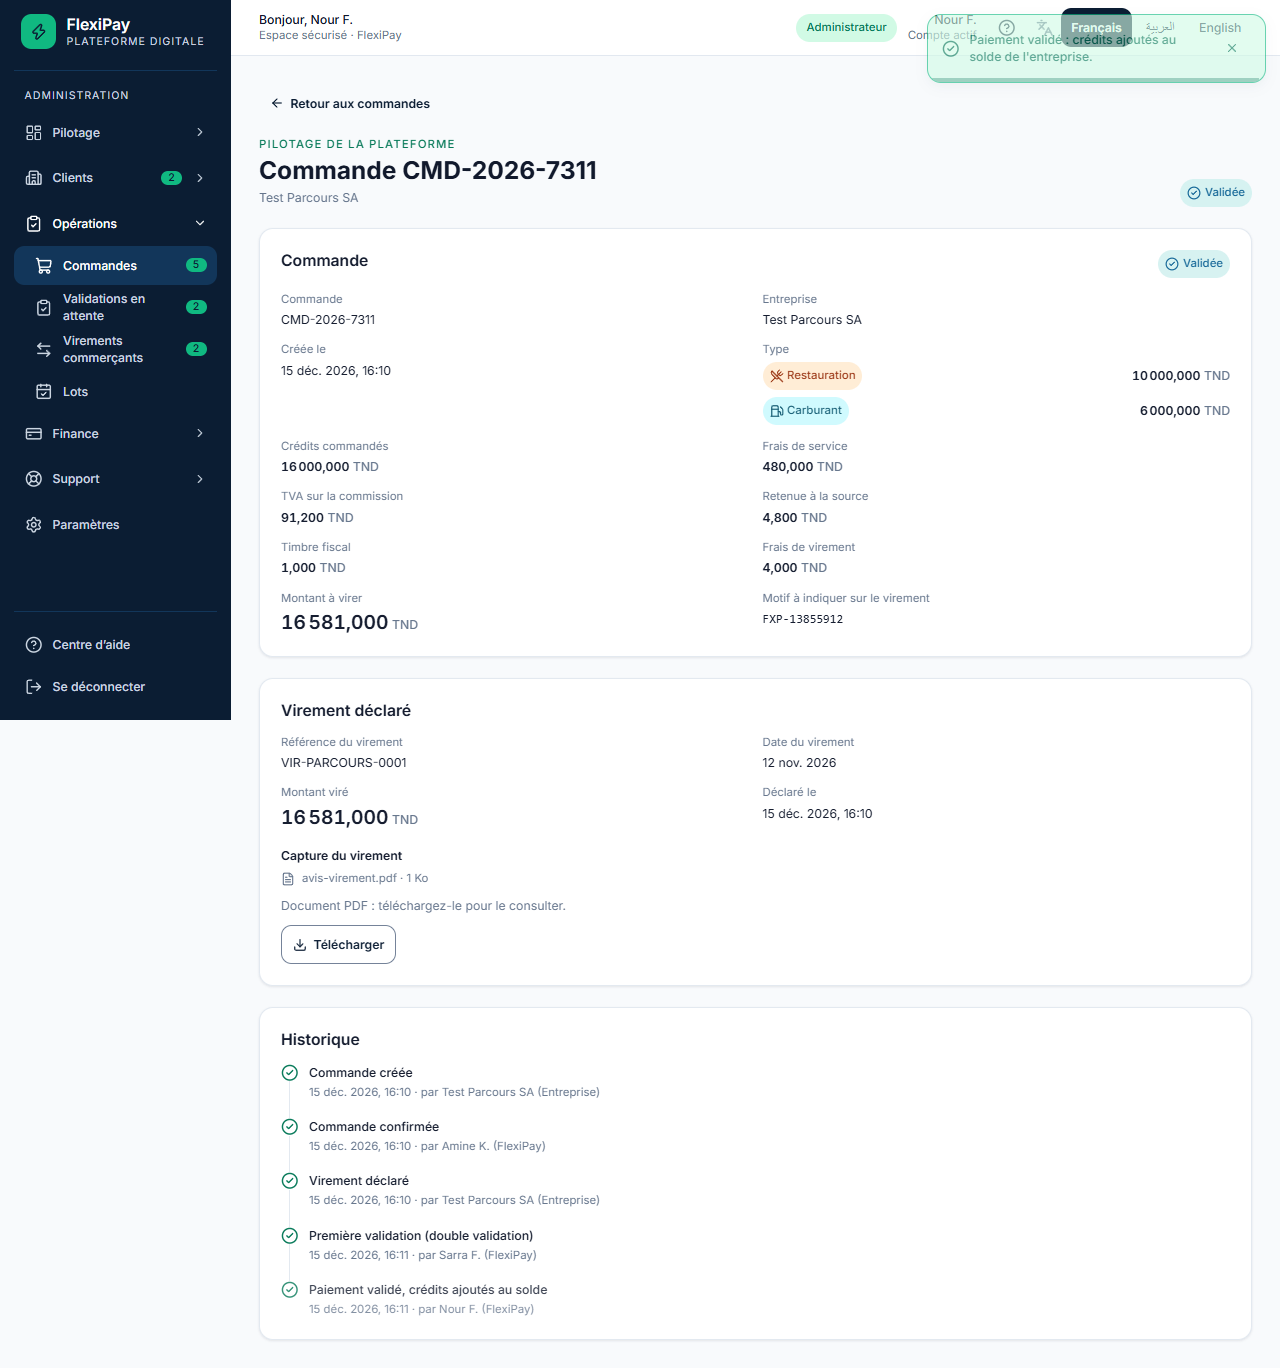 FlexiPay
PLATEFORME DIGITALE
ADMINISTRATION
Pilotage
Clients 2
Opérations
Commandes 5
Validations en attente 2
Virements commerçants 2
Lots
Finance
Support
Paramètres
Centre d'aide
Se déconnecter
Bonjour, Nour F.
Espace sécurisé · FlexiPay
Administrateur
Nour F.
Compte actif
Français
العربية
English
Paiement validé : crédits ajoutés au
solde de l'entreprise.
Retour aux commandes
PILOTAGE DE LA PLATEFORME
Commande CMD-2026-7311
Test Parcours SA
Validée
Commande
Validée
Commande
CMD-2026-7311
Entreprise
Test Parcours SA
Créée le
15 déc. 2026, 16:10
Type
Restauration 10 000,000 TND
Carburant 6 000,000 TND
Crédits commandés
16 000,000 TND
Frais de service
480,000 TND
TVA sur la commission
91,200 TND
Retenue à la source
4,800 TND
Timbre fiscal
1,000 TND
Frais de virement
4,000 TND
Montant à virer
16 581,000 TND
Motif à indiquer sur le virement
FXP-13855912
Virement déclaré
Référence du virement
VIR-PARCOURS-0001
Date du virement
12 nov. 2026
Montant viré
16 581,000 TND
Déclaré le
15 déc. 2026, 16:10
Capture du virement
avis-virement.pdf · 1 Ko
Document PDF : téléchargez-le pour le consulter.
Télécharger
Historique
Commande créée
15 déc. 2026, 16:10 · par Test Parcours SA (Entreprise)
Commande confirmée
15 déc. 2026, 16:10 · par Amine K. (FlexiPay)
Virement déclaré
15 déc. 2026, 16:10 · par Test Parcours SA (Entreprise)
Première validation (double validation)
15 déc. 2026, 16:11 · par Sarra F. (FlexiPay)
Paiement validé, crédits ajoutés au solde
15 déc. 2026, 16:11 · par Nour F. (FlexiPay)